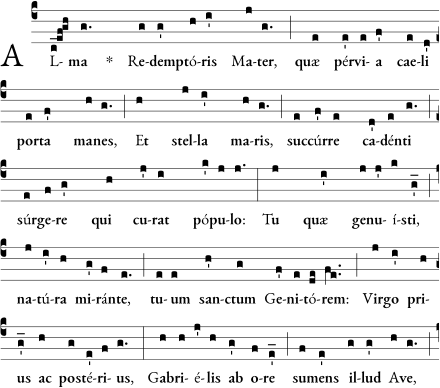 AL- ma * Re-demptó-ris Ma-ter, quæ pérvi-a cae-li
porta manes, Et stel-la ma-ris, succúrre ca-dénti
súrge-re qui cu-rat pópu-lo: Tu quæ genu-í-sti,
na-tú-ra mi-ránte, tu-um san-ctum Ge-ni-tó-rem: Virgo pri-
us ac posté-ri-us, Gabri-é-lis ab o-re sumens il-lud Ave,